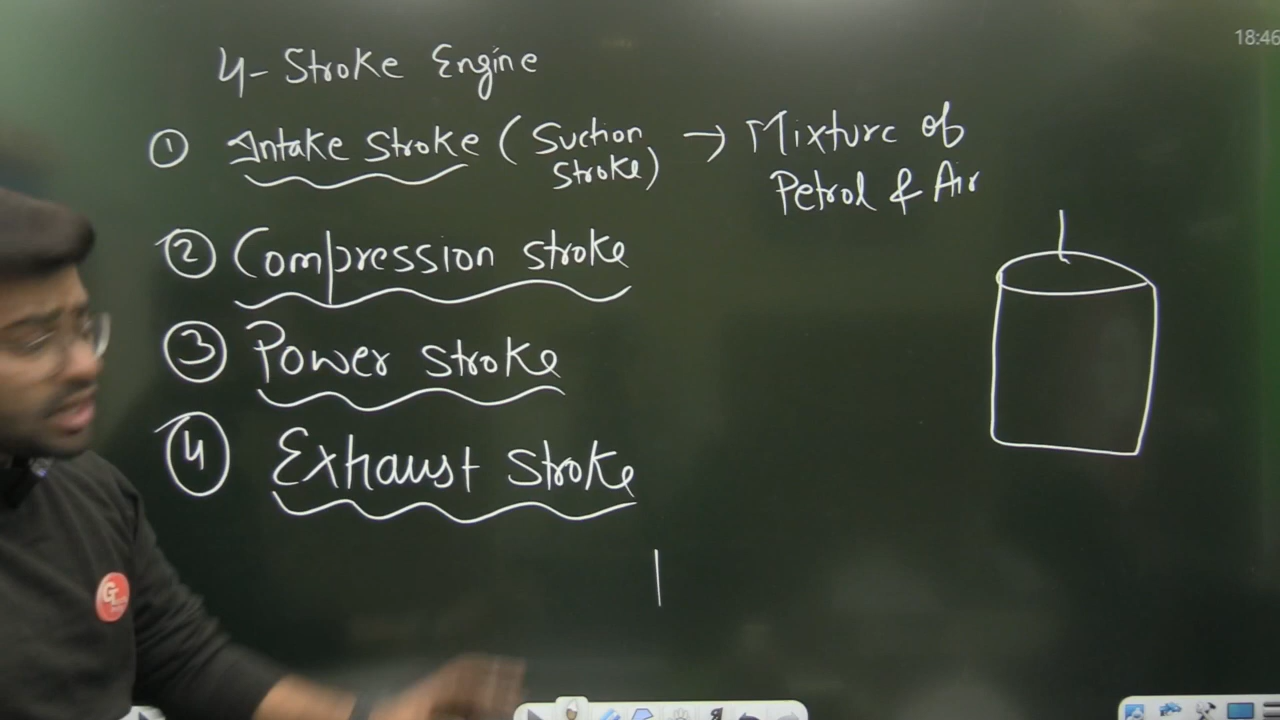 18:46
4- Stroke Engine
① Intake Stroke (Suction Stroke) → Mixture of Petrol & Air
② Compression stroke
③ Power stroke
④ Exhaust stroke